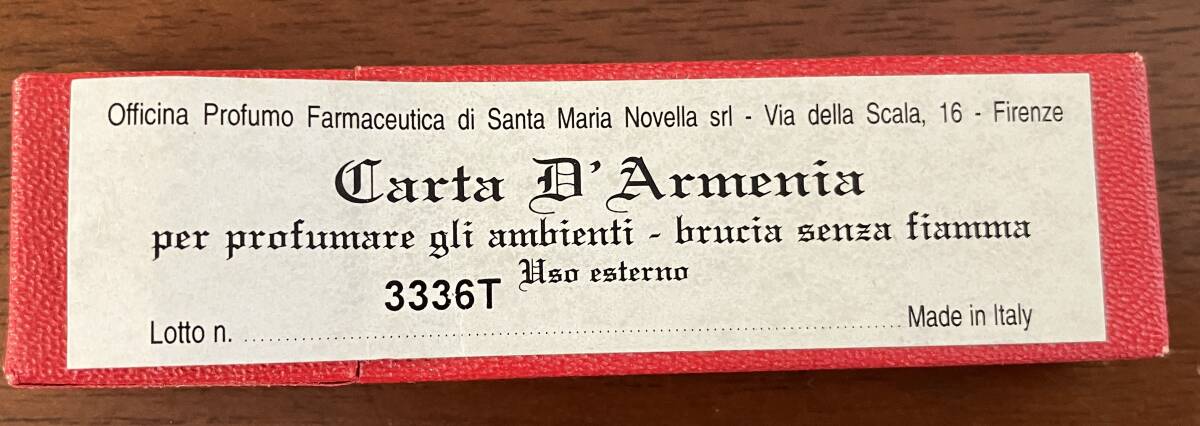 Officina Profumo Farmaceutica di Santa Maria Novella srl - Via della Scala, 16 - Firenze
Carta D'Armenia
per profumare gli ambienti - brucia senza fiamma
Uso esterno
3336T
Lotto n. ........................................................................ Made in Italy